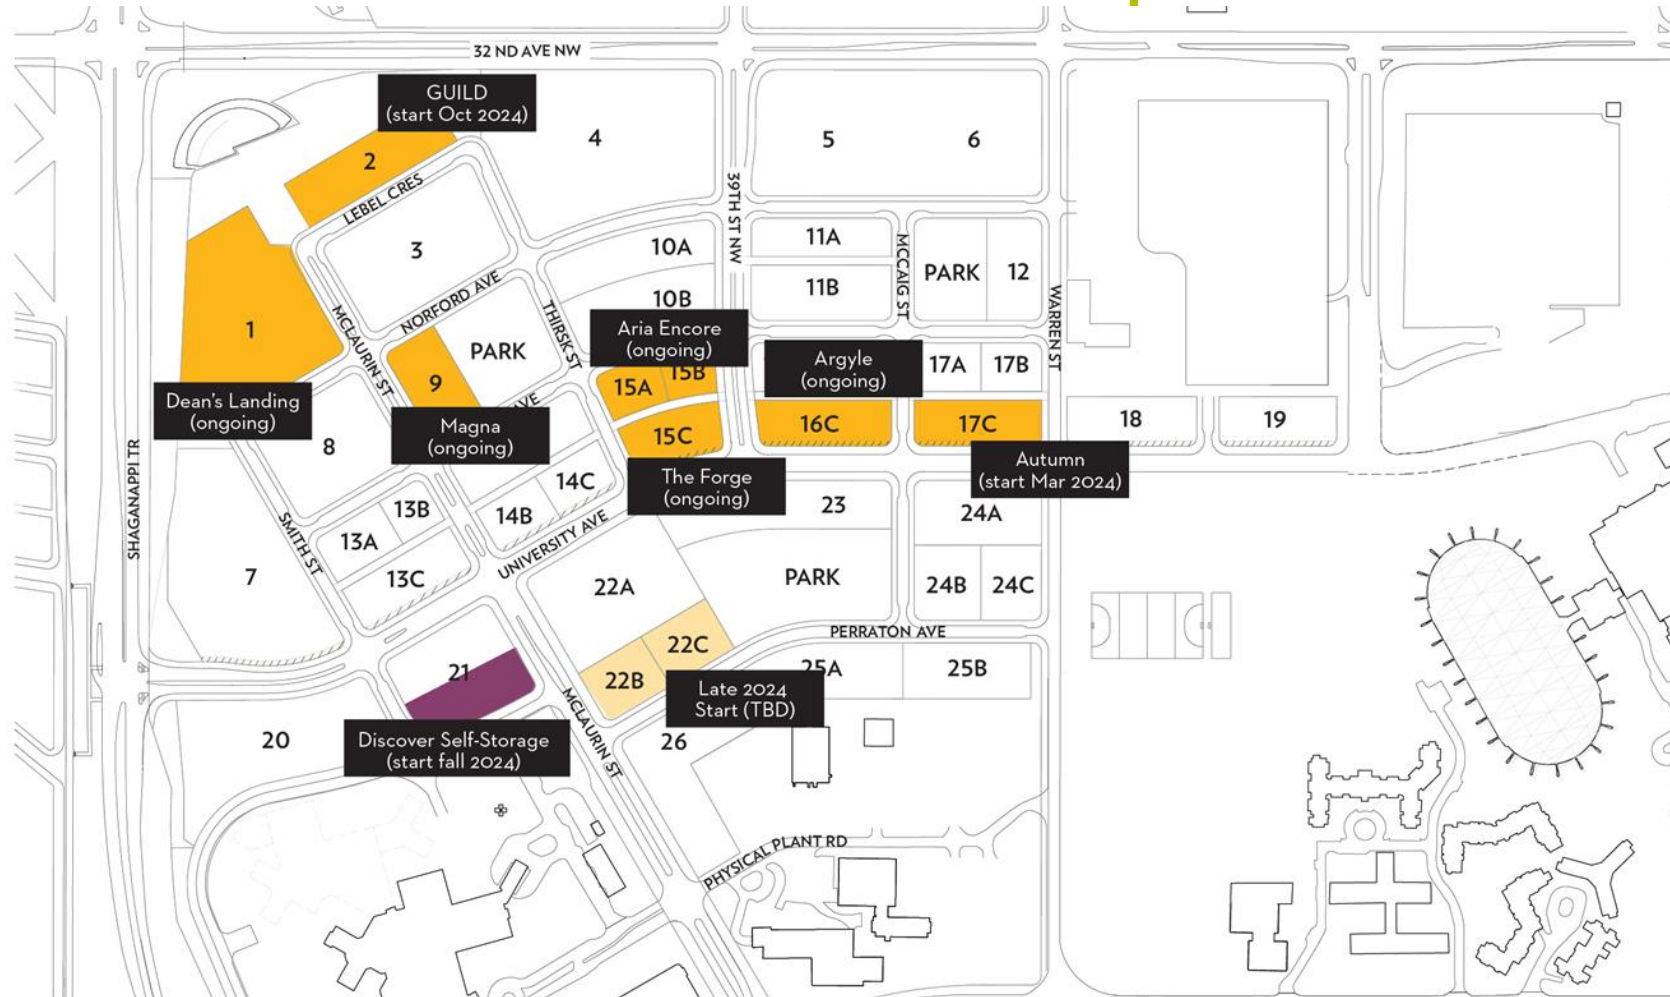 32 ND AVE NW
GUILD
(start Oct 2024)
2
4
5
6
LEBEL CRES
39TH ST NW
3
10A
11A
MCCAIG ST
PARK
12
11B
10B
NORFORD AVE
THIRSK ST
WARREN ST
1
MCLAURIN ST
PARK
Aria Encore
(ongoing)
Argyle
(ongoing)
17A
17B
15A
15B
9
AVE
Dean's Landing
(ongoing)
Magna
(ongoing)
15C
16C
17C
18
19
8
Autumn
(start Mar 2024)
The Forge
(ongoing)
14C
SHAGANAPPI TR
13B
14B
23
24A
SMITH ST
13A
UNIVERSITY AVE
13C
7
22A
PARK
24B
24C
PERRATON AVE
22C
21
22B
25A
25B
Late 2024
Start (TBD)
MCLAURIN ST
20
Discover Self-Storage
(start fall 2024)
26
PHYSICAL PLANT RD